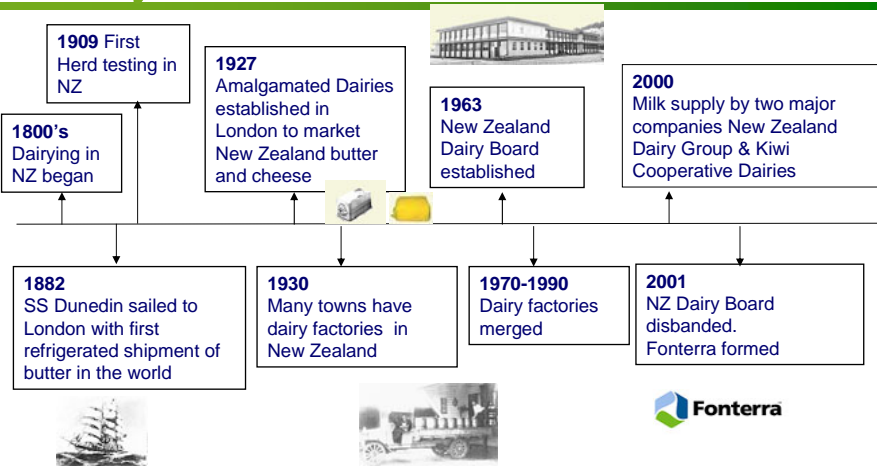 1909 First
Herd testing in
NZ
1927
Amalgamated Dairies
established in
London to market
New Zealand butter
and cheese
1800's
Dairying in
NZ began
1963
New Zealand
Dairy Board
established
2000
Milk supply by two major
companies New Zealand
Dairy Group & Kiwi
Cooperative Dairies
1882
SS Dunedin sailed to
London with first
refrigerated shipment of
butter in the world
1930
Many towns have
dairy factories in
New Zealand
1970-1990
Dairy factories
merged
2001
NZ Dairy Board
disbanded.
Fonterra formed
Fonterra